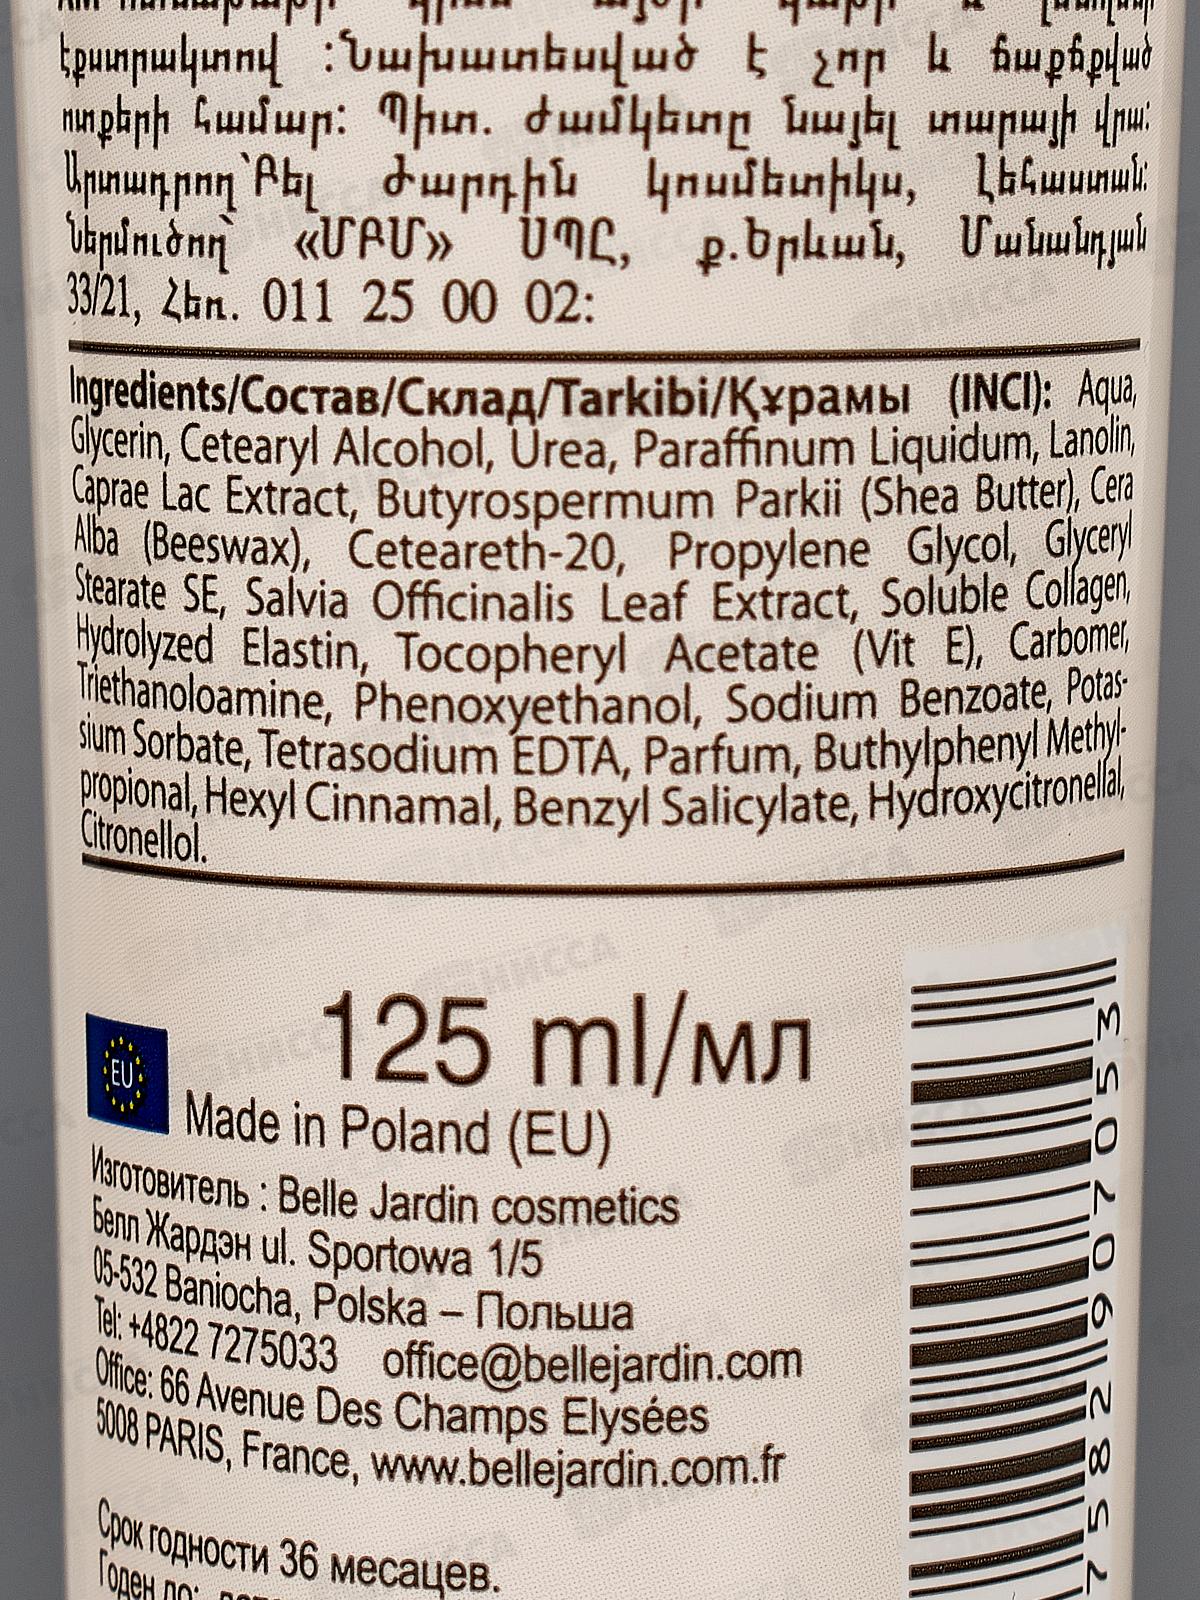 էքստրակտով :Նախատեսված է չոր և ճաքճքված
ոտքերի համար: Պիտ. ժամկետը նայել տարայի վրա:
Արտադրող՝Բել ժարդին կոսմետիկս, Լեհաստան:
Ներմուծող՝ «ՄԲՄ» ՍՊԸ, ք.Երևան, Մանանդյան
33/21, Հեռ. 011 25 00 02:
Ingredients/Состав/Склад/Tarkibi/Құрамы (INCI): Aqua,
Glycerin, Cetearyl Alcohol, Urea, Paraffinum Liquidum, Lanolin,
Caprae Lac Extract, Butyrospermum Parkii (Shea Butter), Cera
Alba (Beeswax), Ceteareth-20, Propylene Glycol, Glyceryl
Stearate SE, Salvia Officinalis Leaf Extract, Soluble Collagen,
Hydrolyzed Elastin, Tocopheryl Acetate (Vit E), Carbomer,
Triethanoloamine, Phenoxyethanol, Sodium Benzoate, Potas-
sium Sorbate, Tetrasodium EDTA, Parfum, Buthylphenyl Methyl-
propional, Hexyl Cinnamal, Benzyl Salicylate, Hydroxycitronellal,
Citronellol.
125 ml/мл
EU
Made in Poland (EU)
Изготовитель : Belle Jardin cosmetics
Белл Жардэн ul. Sportowa 1/5
05-532 Baniocha, Polska – Польша
Tel: +4822 7275033 office@bellejardin.com
Office: 66 Avenue Des Champs Elysées
5008 PARIS, France, www.bellejardin.com.fr
Срок годности 36 месацев.
Годен до:
7582907053
НИССА